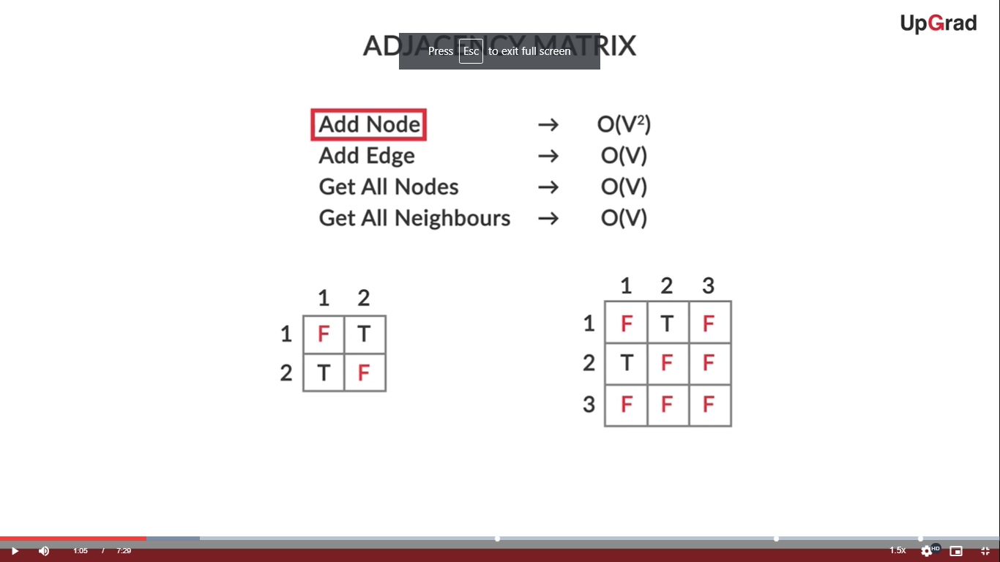 UpGrad
ADJACENCY MATRIX
Press Esc to exit full screen
Add Node → O(V²)
Add Edge → O(V)
Get All Nodes → O(V)
Get All Neighbours → O(V)
1 2
1 F T
2 T F
1 2 3
1 F T F
2 T F F
3 F F F
1:05 / 7:29 1.5x HD